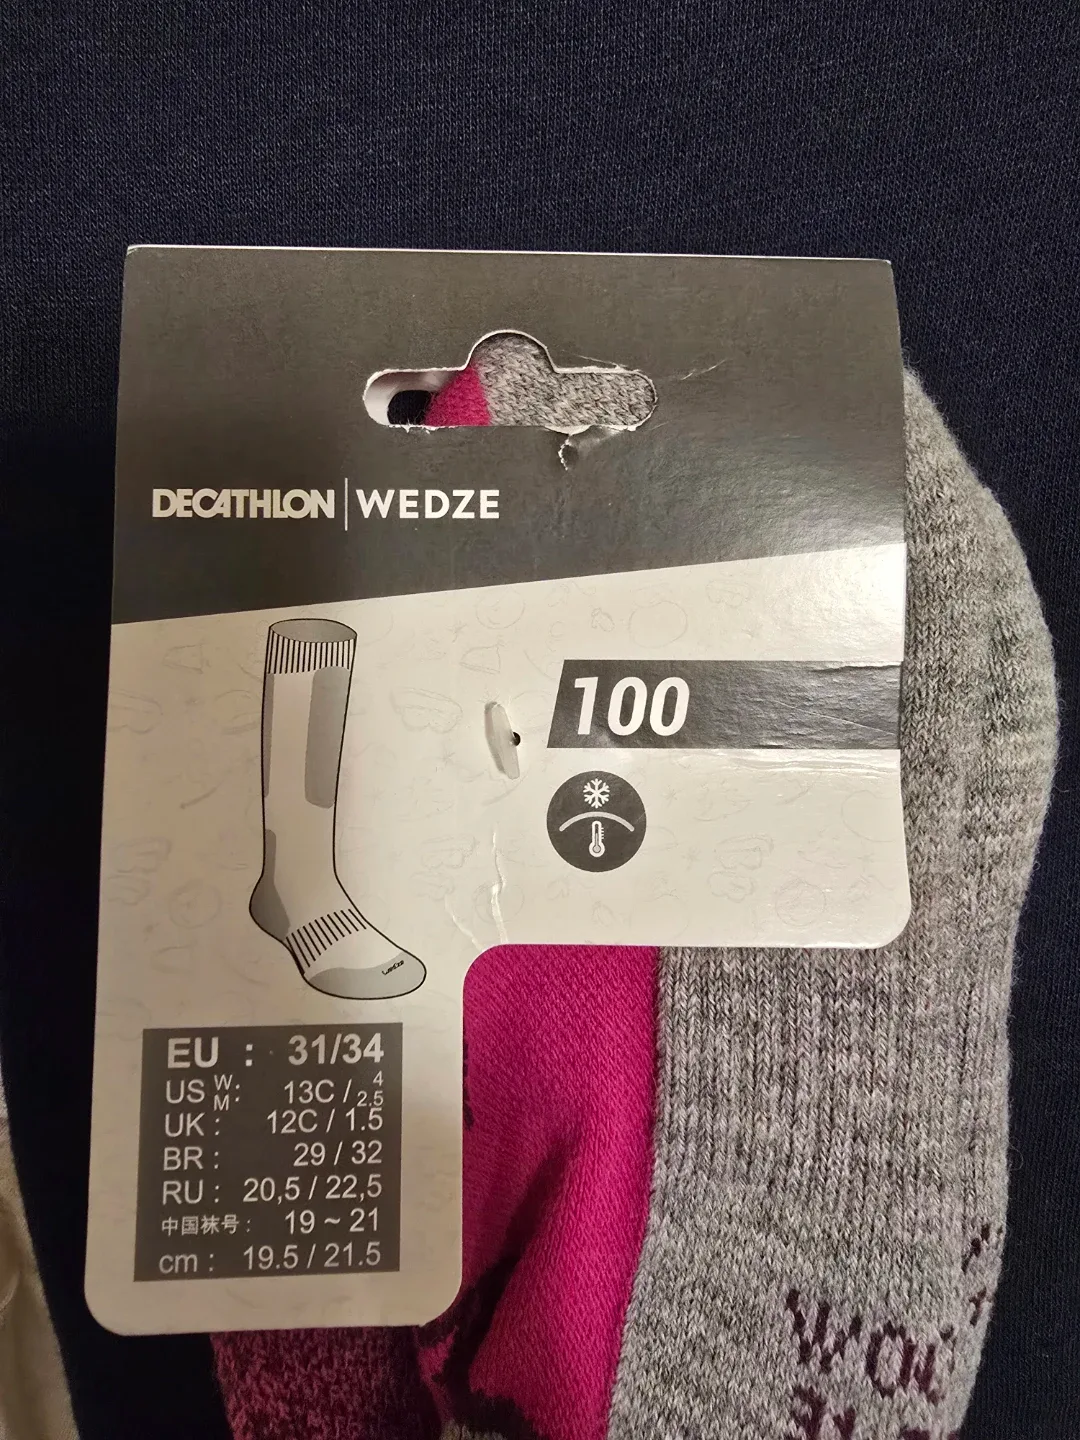 DECATHLON | WEDZE
100
WEDZE
EU : 31/34
US W: M: 13C / 4 2.5
UK : 12C / 1.5
BR : 29 / 32
RU : 20,5 / 22,5
中国袜号 : 19 ~ 21
cm : 19.5 / 21.5